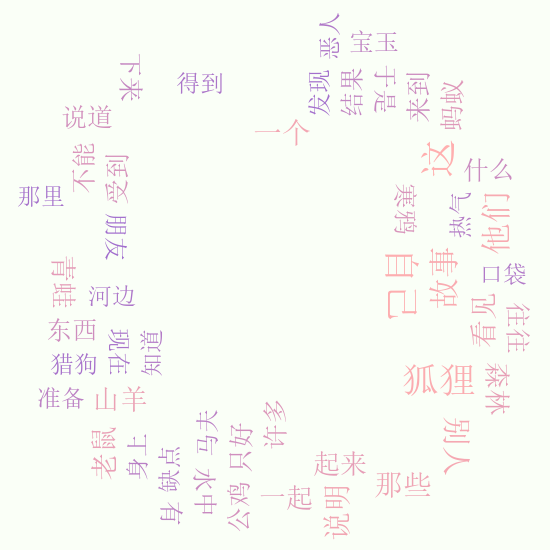 恶人
宝玉
下来
得到
发现
结果
于是
来到
蚂蚁
说道
一个
不能
受到
这
什么
那里
朋友
寒鸦
热气
他们
青蛙
河边
自己
故事
口袋
东西
猎狗
现在
知道
看见
往往
准备
山羊
狐狸
森林
老鼠
身上
缺点
马夫
只好
许多
别人
身
水中
公鸡
一起
起来
说明
那些